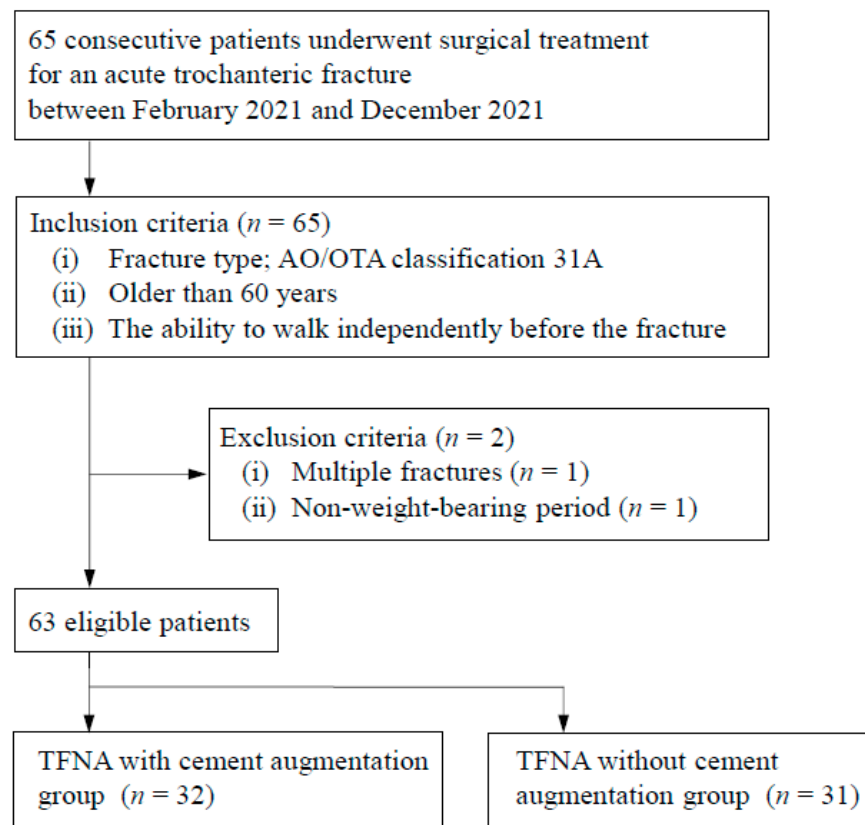 65 consecutive patients underwent surgical treatment
for an acute trochanteric fracture
between February 2021 and December 2021
Inclusion criteria (n = 65)
(i) Fracture type; AO/OTA classification 31A
(ii) Older than 60 years
(iii) The ability to walk independently before the fracture
Exclusion criteria (n = 2)
(i) Multiple fractures (n = 1)
(ii) Non-weight-bearing period (n = 1)
63 eligible patients
TFNA with cement augmentation
group (n = 32)
TFNA without cement
augmentation group (n = 31)